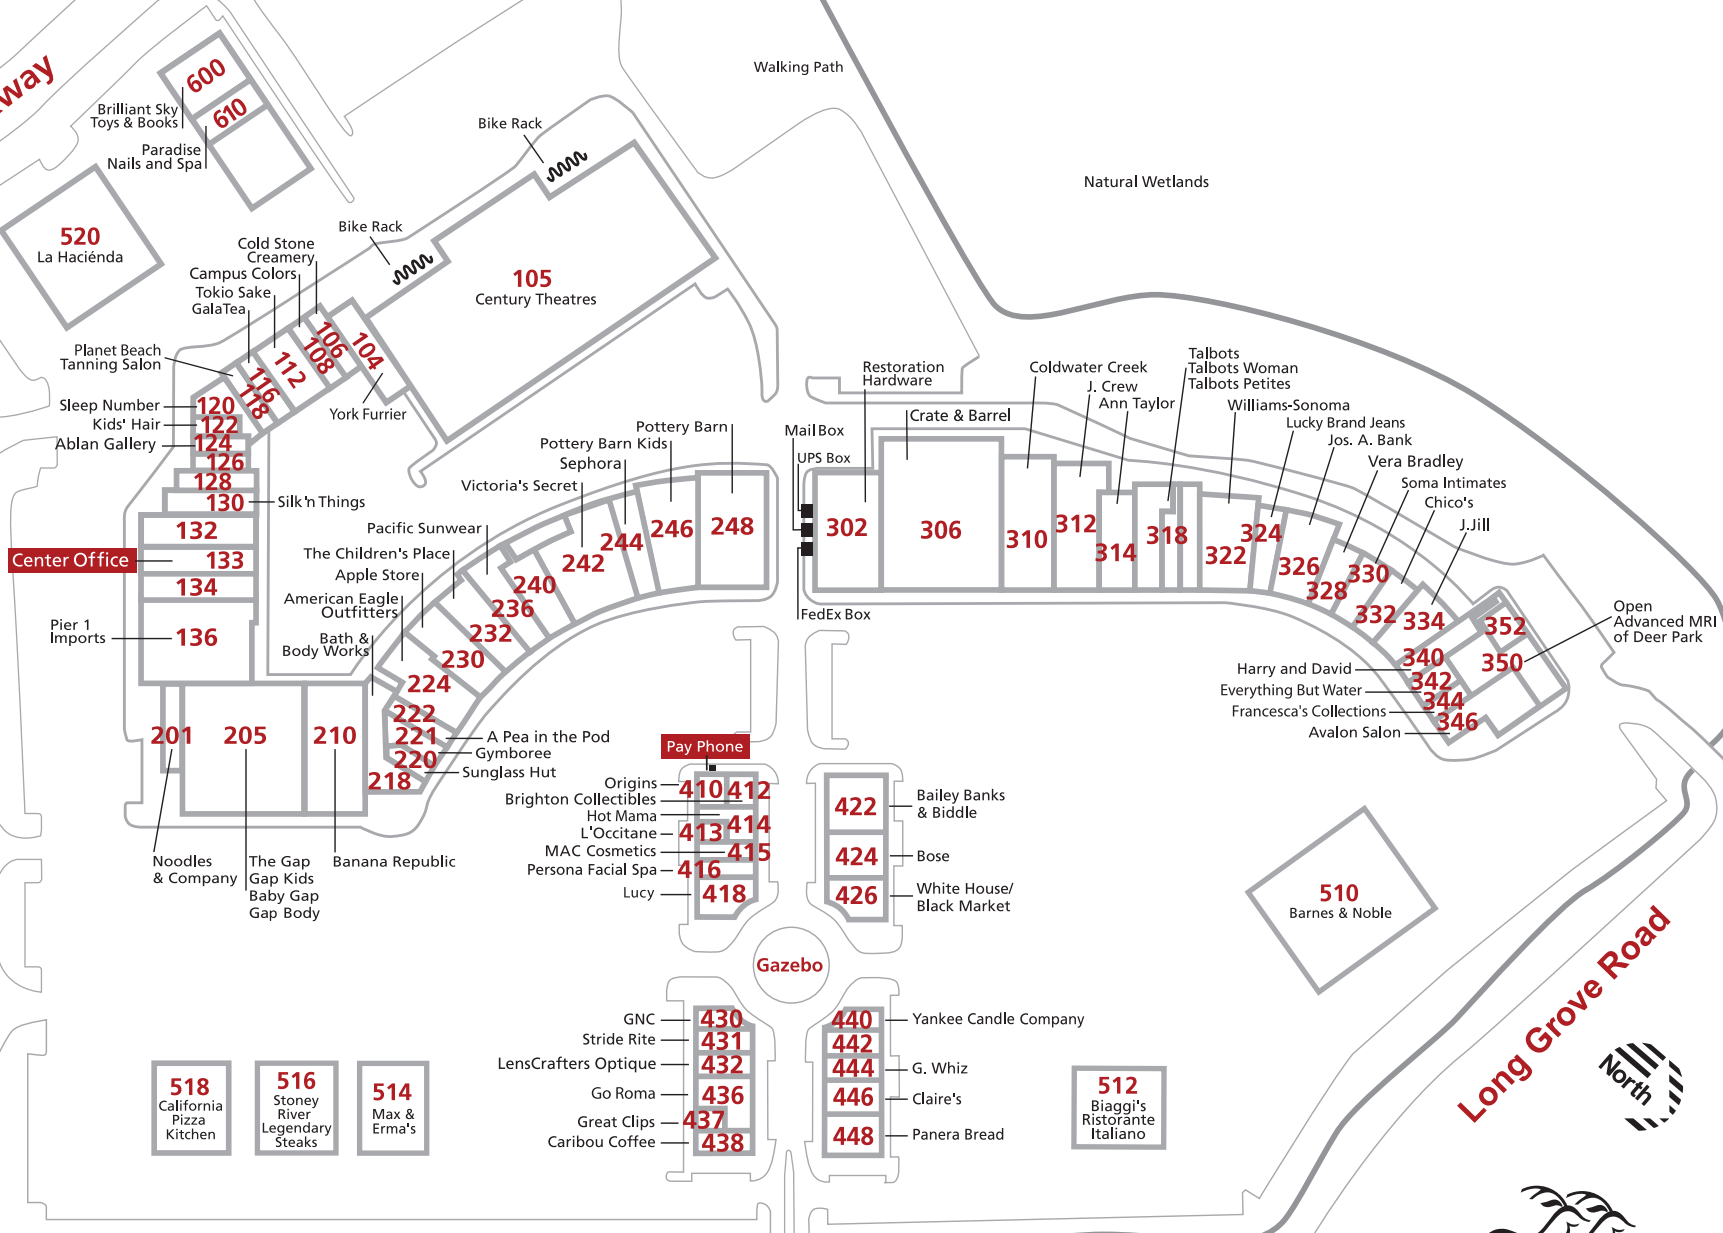 way
600
610
Brilliant Sky
Toys & Books
Paradise
Nails and Spa
520
La Haciénda
Walking Path
Natural Wetlands
Bike Rack
Bike Rack
105
Century Theatres
Cold Stone
Creamery
Campus Colors
Tokio Sake
GalaTea
Planet Beach
Tanning Salon
106
108
104
112
116
118
York Furrier
Sleep Number
120
Kids' Hair
122
Ablan Gallery
124
126
128
130
Silk'n Things
132
Center Office
133
134
Pier 1
Imports
136
201
205
210
Noodles
& Company
The Gap
Gap Kids
Baby Gap
Gap Body
Banana Republic
Pottery Barn
Pottery Barn Kids
Sephora
Victoria's Secret
Pacific Sunwear
The Children's Place
Apple Store
American Eagle
Outfitters
Bath &
Body Works
248
246
244
242
240
236
232
230
224
222
221
220
218
A Pea in the Pod
Gymboree
Sunglass Hut
Mail Box
UPS Box
FedEx Box
Restoration
Hardware
Crate & Barrel
Coldwater Creek
J. Crew
Ann Taylor
Talbots
Talbots Woman
Talbots Petites
Williams-Sonoma
Lucky Brand Jeans
Jos. A. Bank
Vera Bradley
Soma Intimates
Chico's
J.Jill
302
306
310
312
314
318
322
324
326
328
330
332
334
340
342
344
346
350
352
Open
Advanced MRI
of Deer Park
Harry and David
Everything But Water
Francesca's Collections
Avalon Salon
Pay Phone
Origins
410
412
Brighton Collectibles
Hot Mama
414
L'Occitane
413
MAC Cosmetics
415
Persona Facial Spa
416
Lucy
418
422
Bailey Banks
& Biddle
424
Bose
426
White House/
Black Market
Gazebo
GNC
430
Stride Rite
431
LensCrafters Optique
432
Go Roma
436
Great Clips
437
Caribou Coffee
438
440
Yankee Candle Company
442
444
G. Whiz
446
Claire's
448
Panera Bread
510
Barnes & Noble
Long Grove Road
North
518
California
Pizza
Kitchen
516
Stoney
River
Legendary
Steaks
514
Max &
Erma's
512
Biaggi's
Ristorante
Italiano